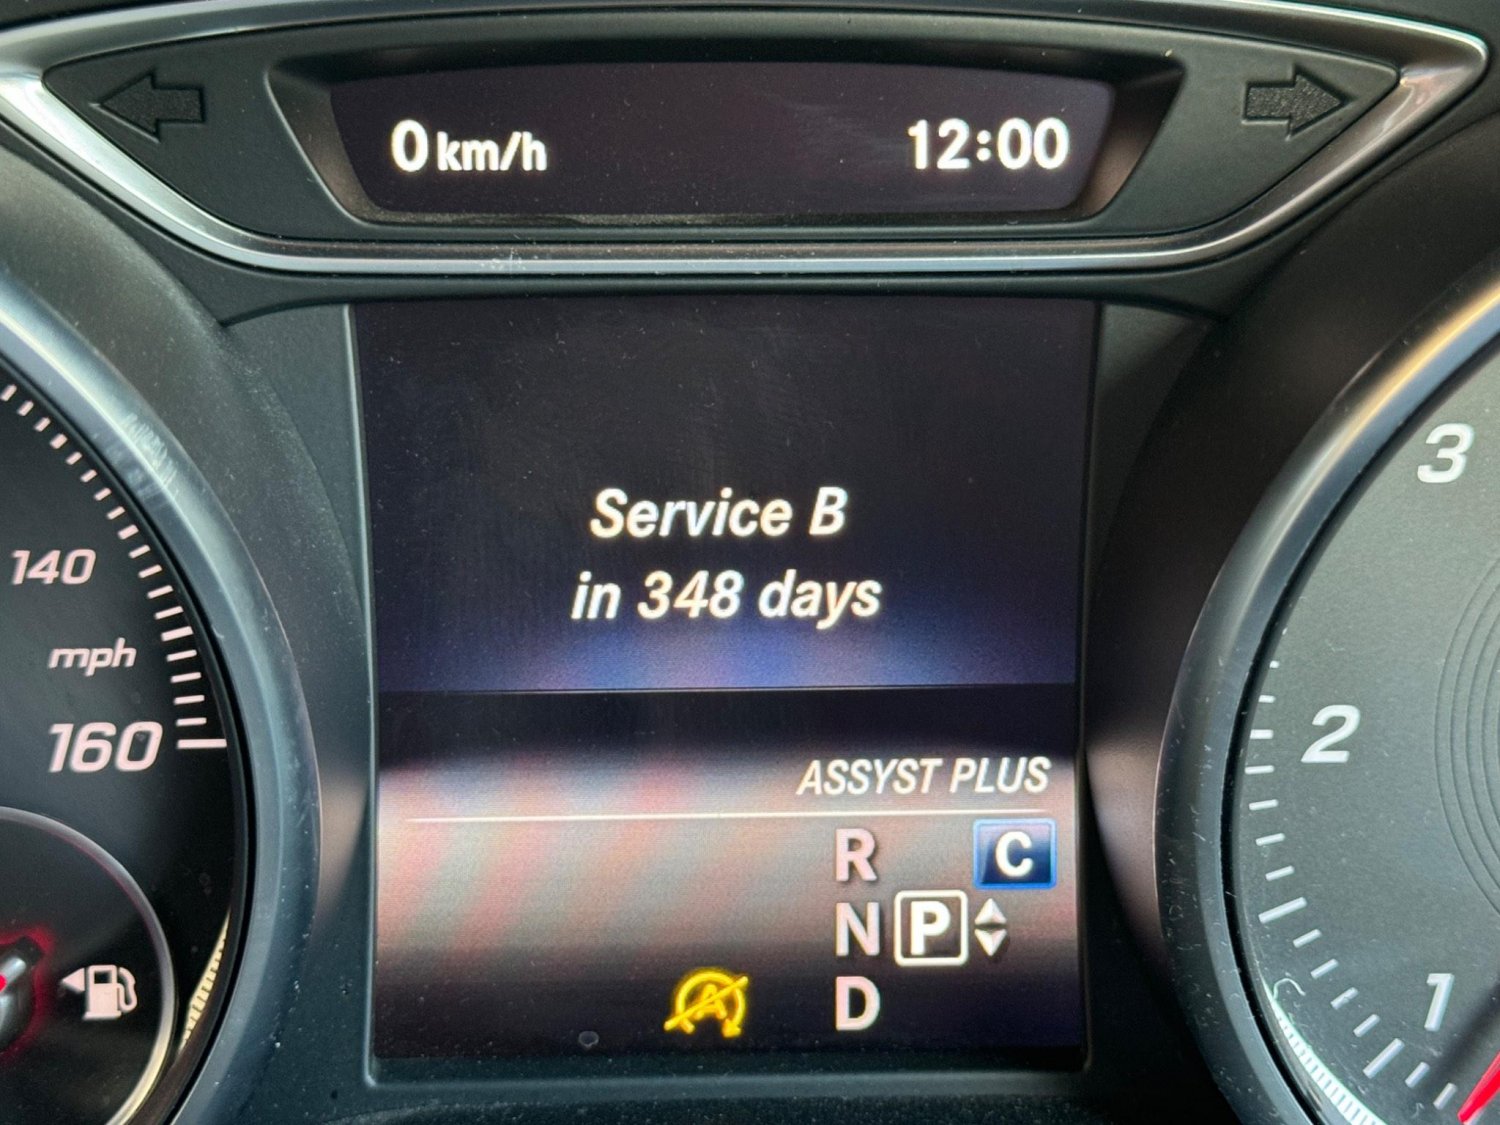 0 km/h 12:00
Service B
in 348 days
ASSYST PLUS
R C
N P
D
A
140
mph
160
3
2
1